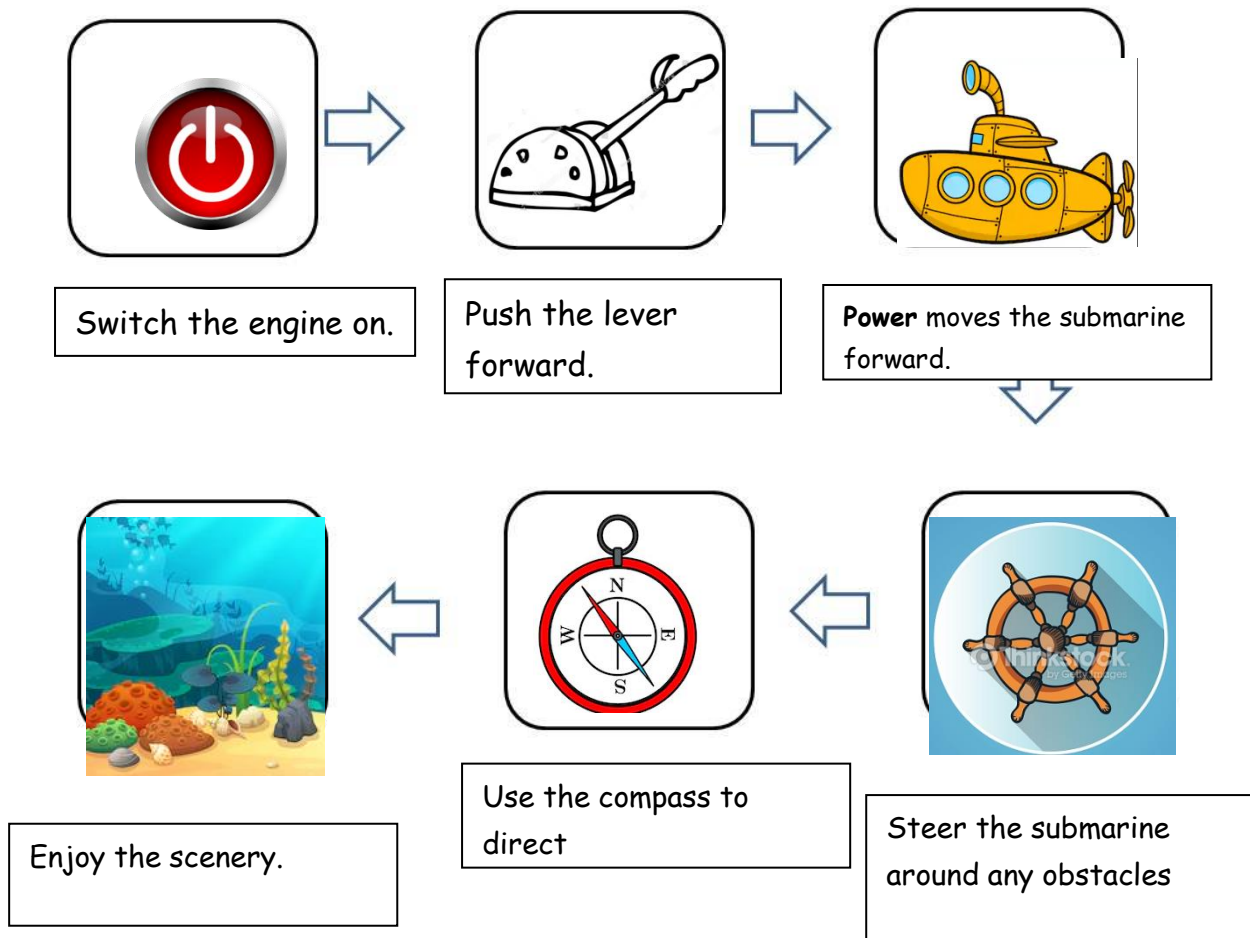 Switch the engine on.
Push the lever
forward.
Power moves the submarine
forward.
Steer the submarine
around any obstacles
thinkstock
by Getty Images
Use the compass to
direct
N
W
E
S
Enjoy the scenery.